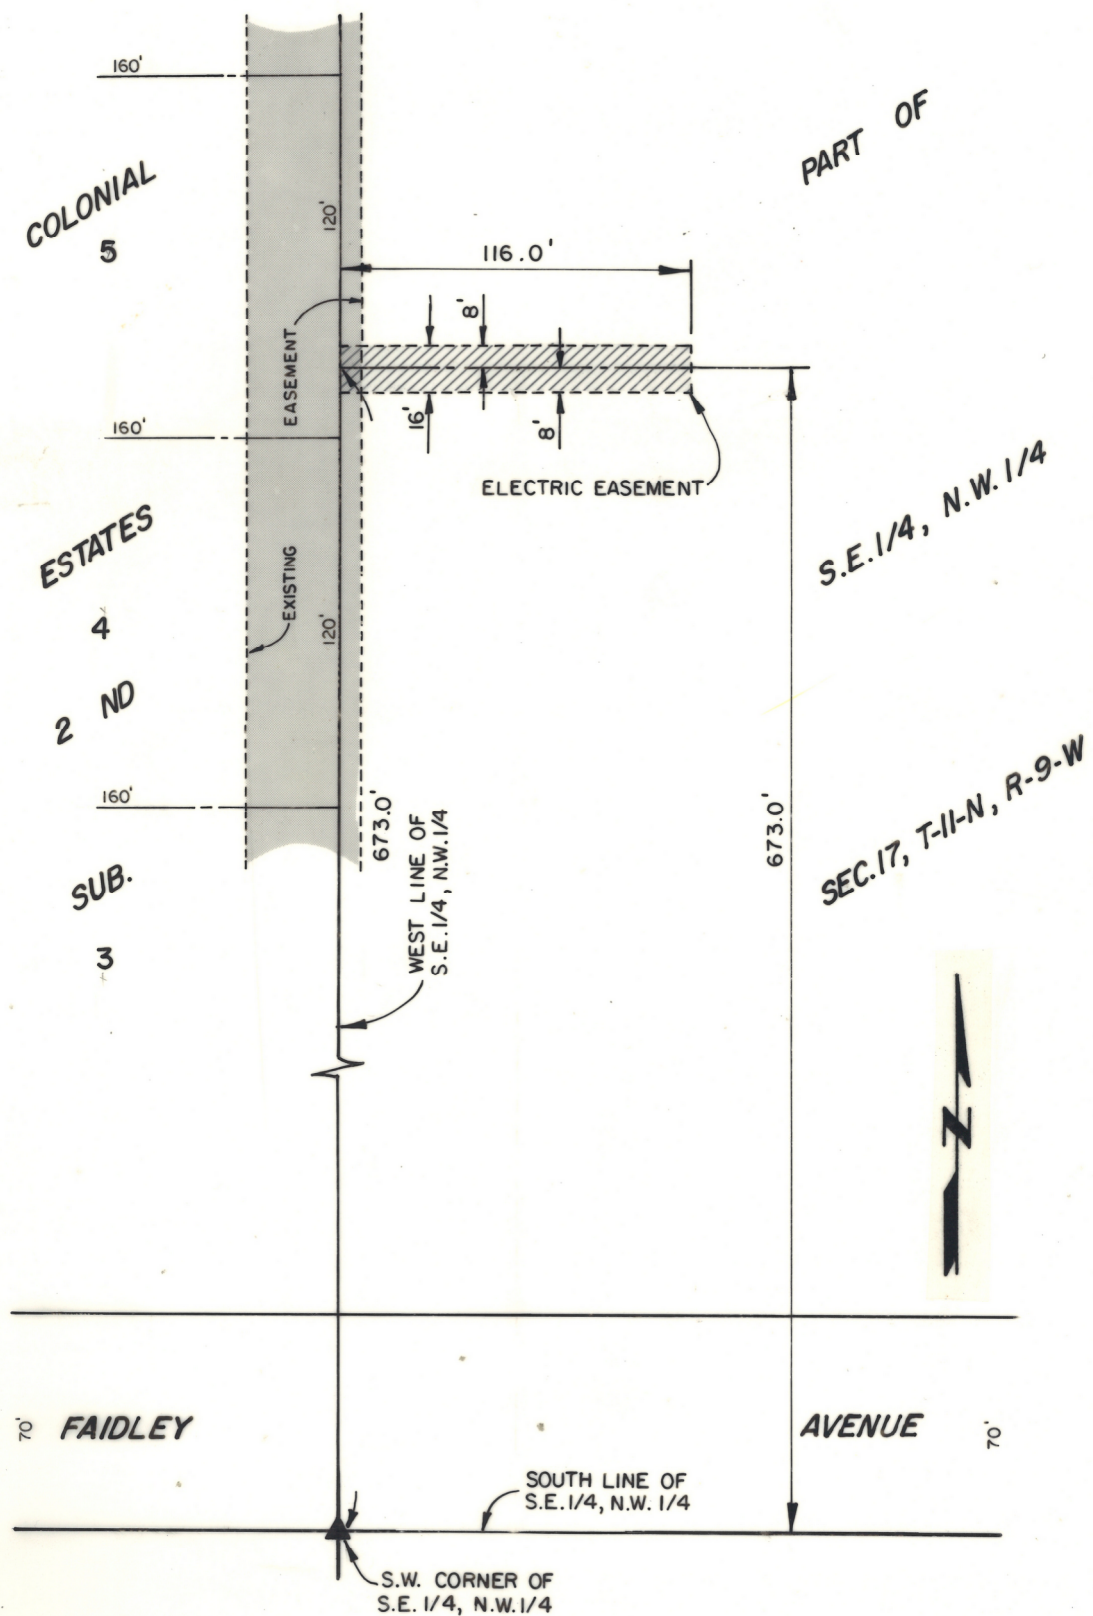 160'
PART OF
COLONIAL
5
120'
116.0'
8'
EASEMENT
16'
8'
160'
ELECTRIC EASEMENT
S.E.1/4, N.W.1/4
ESTATES
4
EXISTING
120'
2 ND
160'
673.0'
WEST LINE OF
S.E.1/4, N.W.1/4
673.0'
SEC.17, T-11-N, R-9-W
SUB.
3
N
70'
FAIDLEY
AVENUE
70'
SOUTH LINE OF
S.E.1/4, N.W.1/4
S.W. CORNER OF
S.E.1/4, N.W.1/4